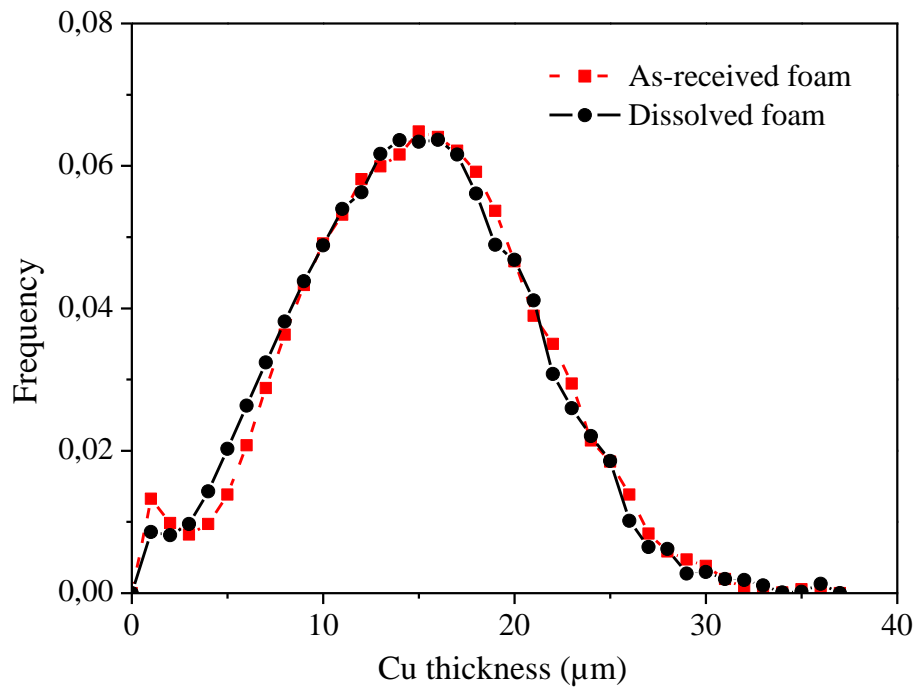 0,08
As-received foam
Dissolved foam
0,06
Frequency
0,04
0,02
0,00
0 10 20 30 40
Cu thickness (µm)